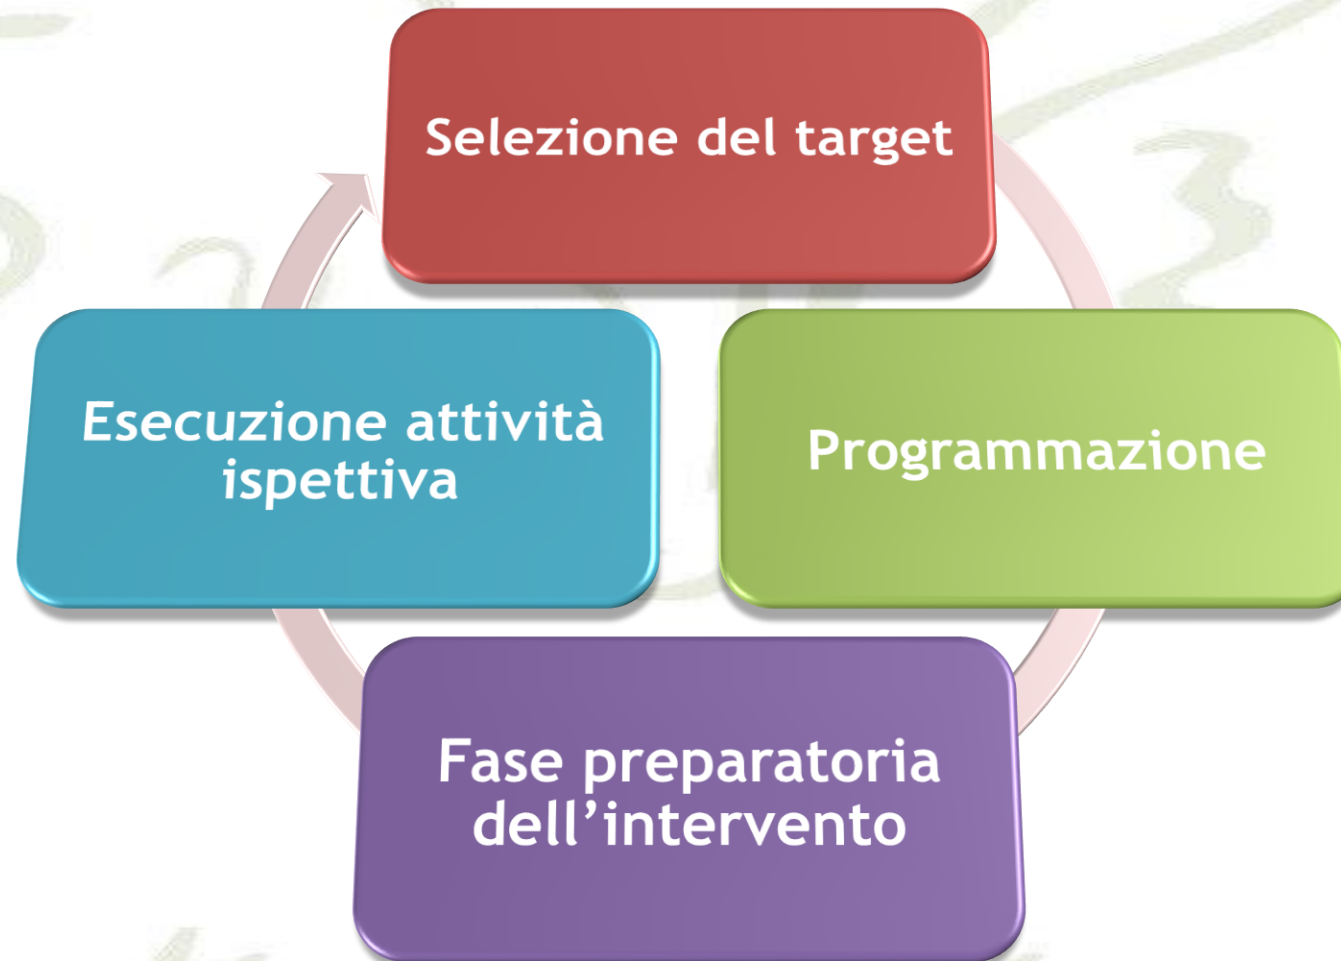 Selezione del target
Programmazione
Fase preparatoria
dell’intervento
Esecuzione attività
ispettiva